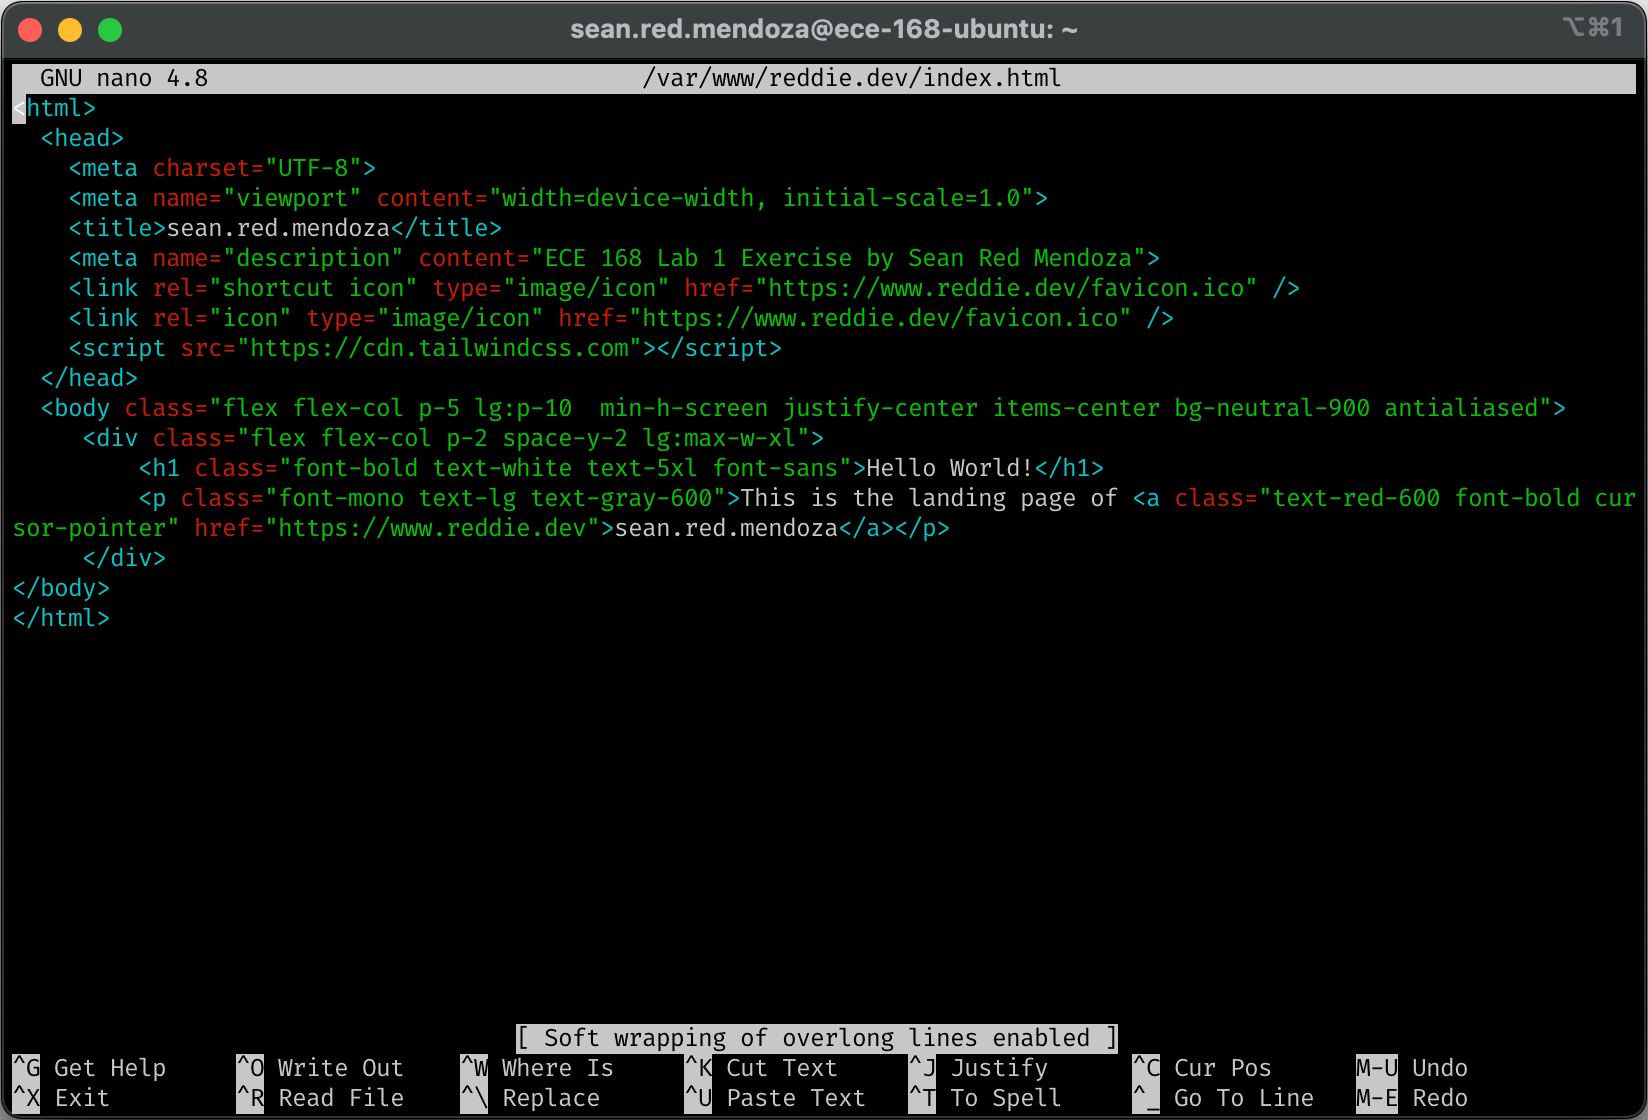 sean.red.mendoza@ece-168-ubuntu: ~ ⌥⌘1
GNU nano 4.8 /var/www/reddie.dev/index.html
<html>
  <head>
    <meta charset="UTF-8">
    <meta name="viewport" content="width=device-width, initial-scale=1.0">
    <title>sean.red.mendoza</title>
    <meta name="description" content="ECE 168 Lab 1 Exercise by Sean Red Mendoza">
    <link rel="shortcut icon" type="image/icon" href="https://www.reddie.dev/favicon.ico" />
    <link rel="icon" type="image/icon" href="https://www.reddie.dev/favicon.ico" />
    <script src="https://cdn.tailwindcss.com"></script>
  </head>
  <body class="flex flex-col p-5 lg:p-10  min-h-screen justify-center items-center bg-neutral-900 antialiased">
     <div class="flex flex-col p-2 space-y-2 lg:max-w-xl">
         <h1 class="font-bold text-white text-5xl font-sans">Hello World!</h1>
         <p class="font-mono text-lg text-gray-600">This is the landing page of <a class="text-red-600 font-bold cur
sor-pointer" href="https://www.reddie.dev">sean.red.mendoza</a></p>
     </div>
</body>
</html>
[ Soft wrapping of overlong lines enabled ]
^G Get Help ^O Write Out ^W Where Is ^K Cut Text ^J Justify ^C Cur Pos M-U Undo
^X Exit ^R Read File ^\ Replace ^U Paste Text ^T To Spell ^_ Go To Line M-E Redo